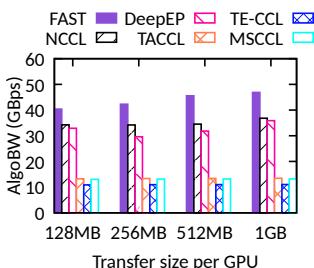 FAST DeepEP TE-CCL
NCCL TACCL MSCCL
AlgoBW (GBps)
60
50
40
30
20
10
0
128MB 256MB 512MB 1GB
Transfer size per GPU